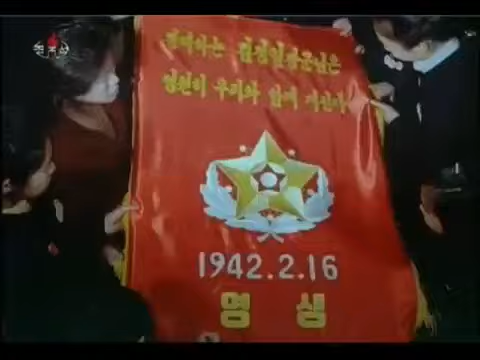 경애하는 김정일장군님은
영원히 우리와 함께 계신다
1942.2.16
영 생